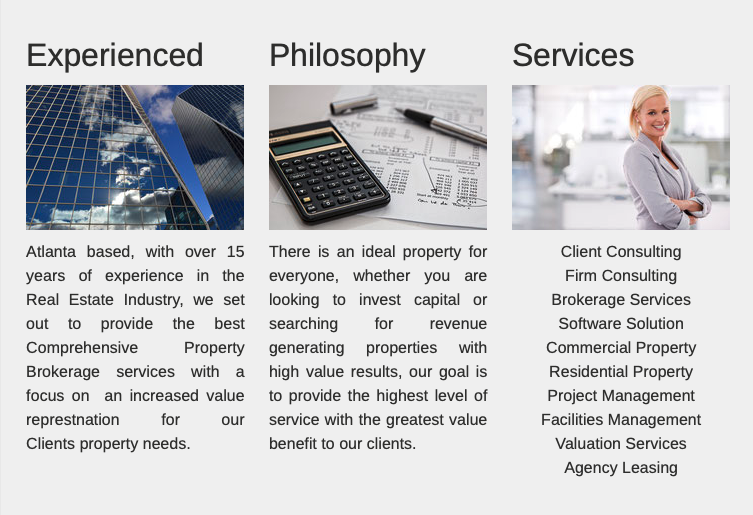 Experienced
Atlanta based, with over 15
years of experience in the
Real Estate Industry, we set
out to provide the best
Comprehensive Property
Brokerage services with a
focus on an increased value
represtnation for our
Clients property needs.
Philosophy
There is an ideal property for
everyone, whether you are
looking to invest capital or
searching for revenue
generating properties with
high value results, our goal is
to provide the highest level of
service with the greatest value
benefit to our clients.
Services
Client Consulting
Firm Consulting
Brokerage Services
Software Solution
Commercial Property
Residential Property
Project Management
Facilities Management
Valuation Services
Agency Leasing